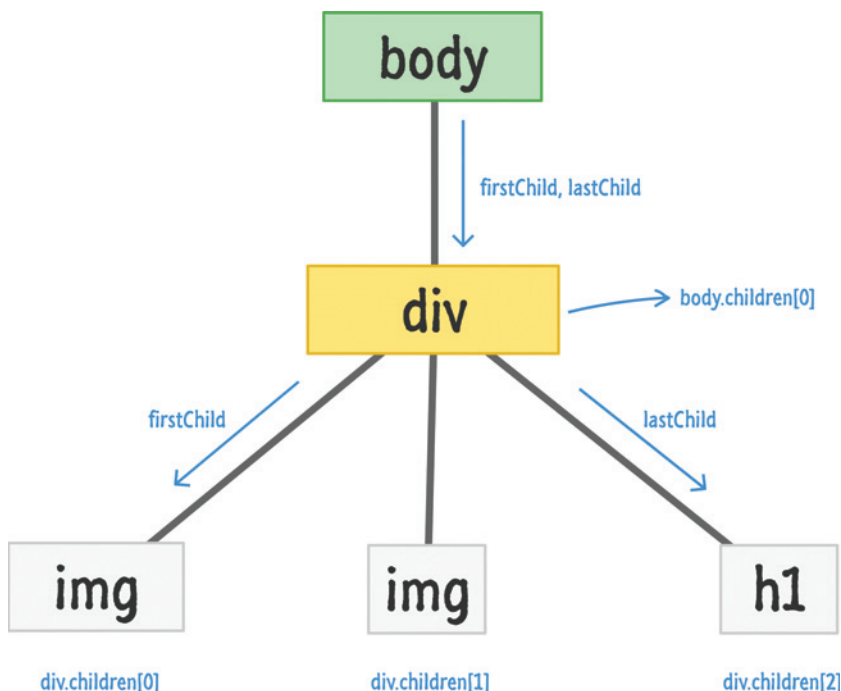 body
firstChild, lastChild
div
body.children[0]
firstChild
lastChild
img
img
h1
div.children[0]
div.children[1]
div.children[2]